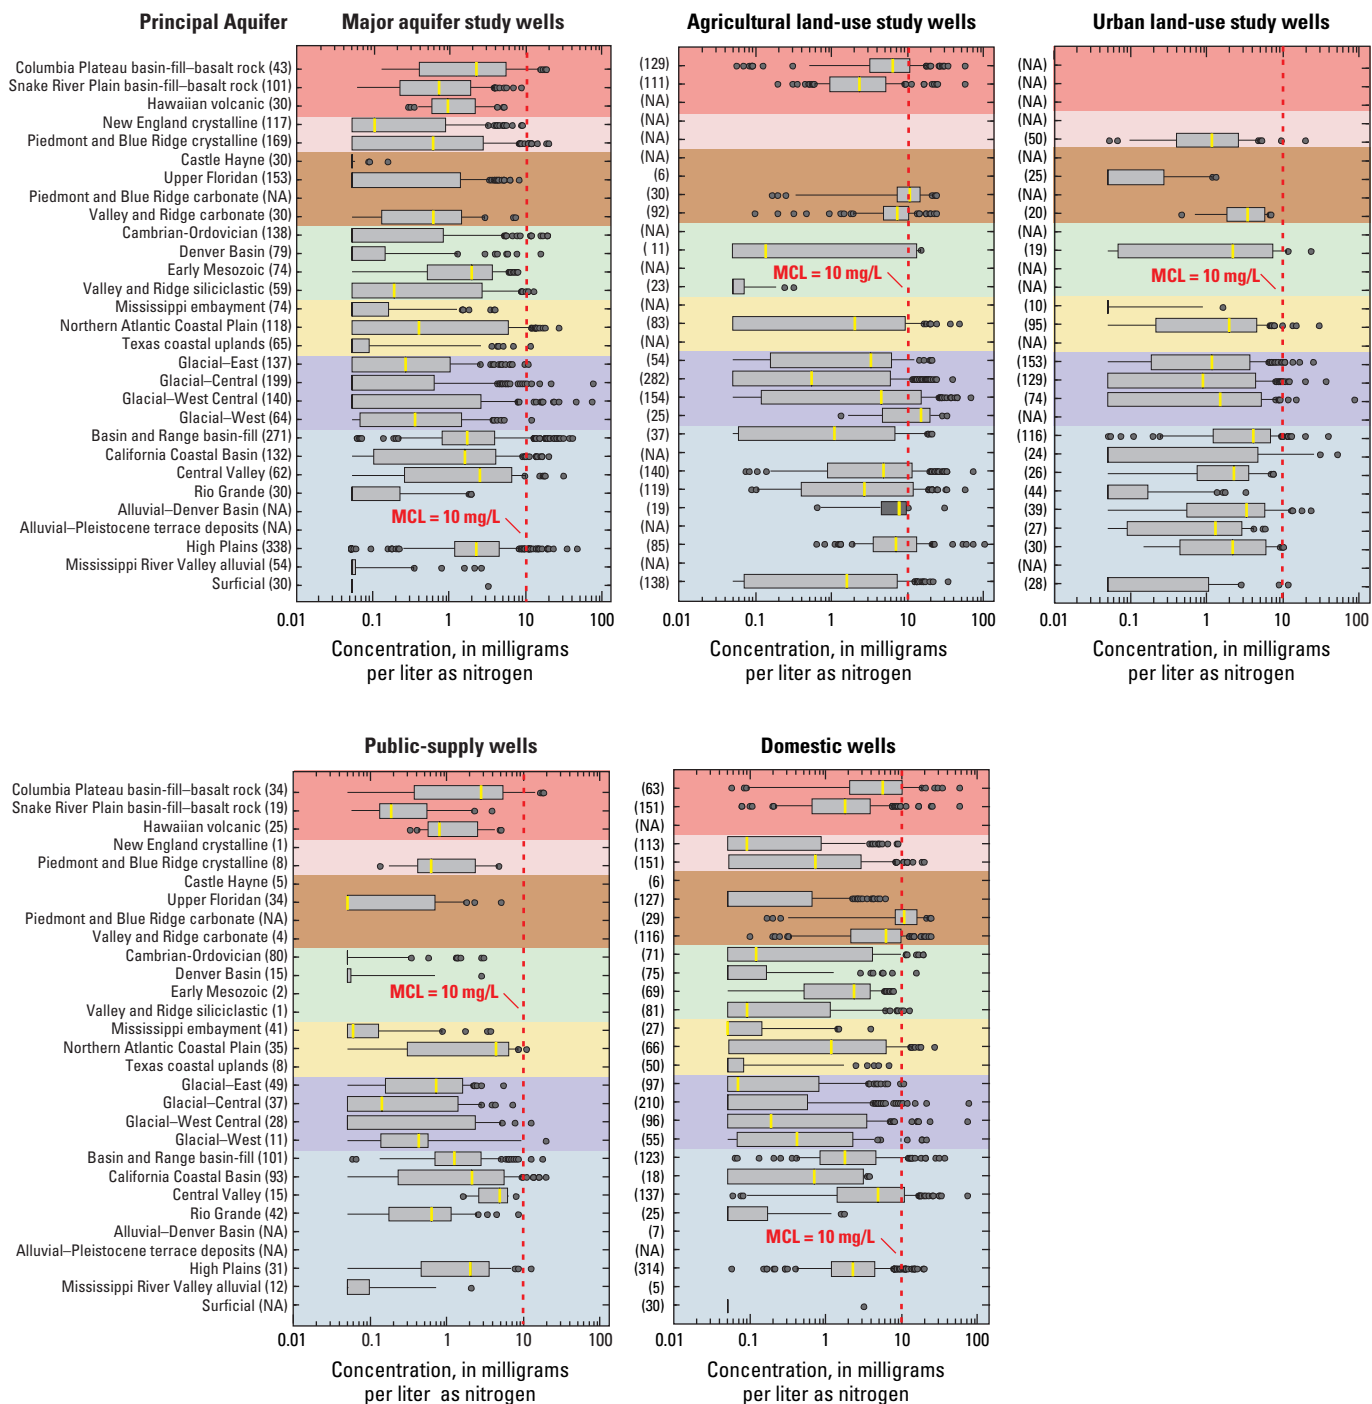 Principal Aquifer
Major aquifer study wells
Agricultural land-use study wells
Urban land-use study wells
Columbia Plateau basin-fill–basalt rock (43)
Snake River Plain basin-fill–basalt rock (101)
Hawaiian volcanic (30)
New England crystalline (117)
Piedmont and Blue Ridge crystalline (169)
Castle Hayne (30)
Upper Floridan (153)
Piedmont and Blue Ridge carbonate (NA)
Valley and Ridge carbonate (30)
Cambrian-Ordovician (138)
Denver Basin (79)
Early Mesozoic (74)
Valley and Ridge siliciclastic (59)
Mississippi embayment (74)
Northern Atlantic Coastal Plain (118)
Texas coastal uplands (65)
Glacial–East (137)
Glacial–Central (199)
Glacial–West Central (140)
Glacial–West (64)
Basin and Range basin-fill (271)
California Coastal Basin (132)
Central Valley (62)
Rio Grande (30)
Alluvial–Denver Basin (NA)
Alluvial–Pleistocene terrace deposits (NA)
High Plains (338)
Mississippi River Valley alluvial (54)
Surficial (30)
MCL = 10 mg/L
0.01 0.1 1 10 100
Concentration, in milligrams
per liter as nitrogen
(129)
(111)
(NA)
(NA)
(NA)
(NA)
(6)
(30)
(92)
(NA)
( 11)
(NA)
(23)
(NA)
(83)
(NA)
(54)
(282)
(154)
(25)
(37)
(NA)
(140)
(119)
(19)
(NA)
(85)
(NA)
(138)
MCL = 10 mg/L
0.01 0.1 1 10 100
Concentration, in milligrams
per liter as nitrogen
(NA)
(NA)
(NA)
(NA)
(50)
(NA)
(25)
(NA)
(20)
(NA)
(19)
(NA)
(NA)
(10)
(95)
(NA)
(153)
(129)
(74)
(NA)
(116)
(24)
(26)
(44)
(39)
(27)
(30)
(NA)
(28)
MCL = 10 mg/L
0.01 0.1 1 10 100
Concentration, in milligrams
per liter as nitrogen
Public-supply wells
Domestic wells
Columbia Plateau basin-fill–basalt rock (34)
Snake River Plain basin-fill–basalt rock (19)
Hawaiian volcanic (25)
New England crystalline (1)
Piedmont and Blue Ridge crystalline (8)
Castle Hayne (5)
Upper Floridan (34)
Piedmont and Blue Ridge carbonate (NA)
Valley and Ridge carbonate (4)
Cambrian-Ordovician (80)
Denver Basin (15)
Early Mesozoic (2)
Valley and Ridge siliciclastic (1)
Mississippi embayment (41)
Northern Atlantic Coastal Plain (35)
Texas coastal uplands (8)
Glacial–East (49)
Glacial–Central (37)
Glacial–West Central (28)
Glacial–West (11)
Basin and Range basin-fill (101)
California Coastal Basin (93)
Central Valley (15)
Rio Grande (42)
Alluvial–Denver Basin (NA)
Alluvial–Pleistocene terrace deposits (NA)
High Plains (31)
Mississippi River Valley alluvial (12)
Surficial (NA)
MCL = 10 mg/L
0.01 0.1 1 10 100
Concentration, in milligrams
per liter as nitrogen
(63)
(151)
(NA)
(113)
(151)
(6)
(127)
(29)
(116)
(71)
(75)
(69)
(81)
(27)
(66)
(50)
(97)
(210)
(96)
(55)
(123)
(18)
(137)
(25)
(7)
(NA)
(314)
(5)
(30)
MCL = 10 mg/L
0.01 0.1 1 10 100
Concentration, in milligrams
per liter as nitrogen